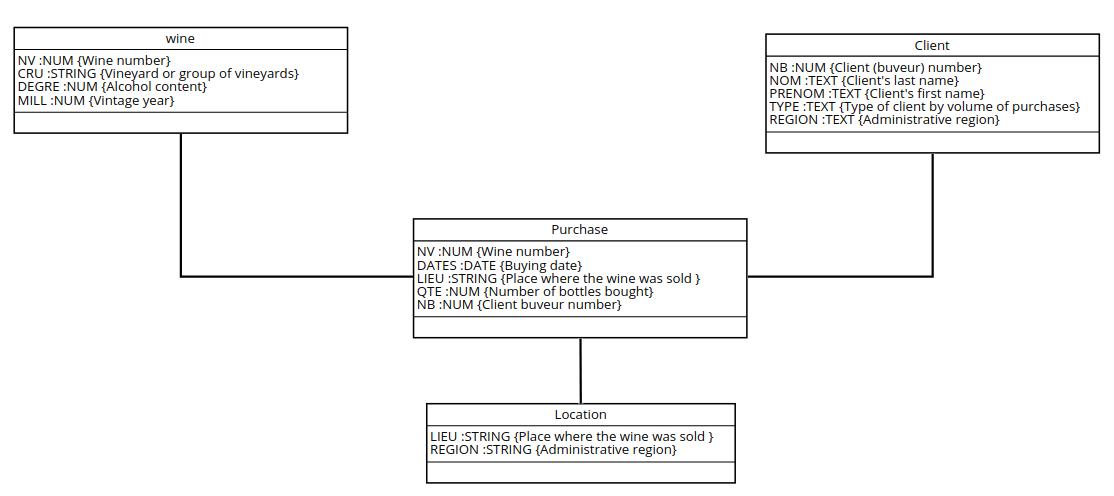 wine
NV :NUM {Wine number}
CRU :STRING {Vineyard or group of vineyards}
DEGRE :NUM {Alcohol content}
MILL :NUM {Vintage year}
Client
NB :NUM {Client (buveur) number}
NOM :TEXT {Client's last name}
PRENOM :TEXT {Client's first name}
TYPE :TEXT {Type of client by volume of purchases}
REGION :TEXT {Administrative region}
Purchase
NV :NUM {Wine number}
DATES :DATE {Buying date}
LIEU :STRING {Place where the wine was sold }
QTE :NUM {Number of bottles bought}
NB :NUM {Client buveur number}
Location
LIEU :STRING {Place where the wine was sold }
REGION :STRING {Administrative region}